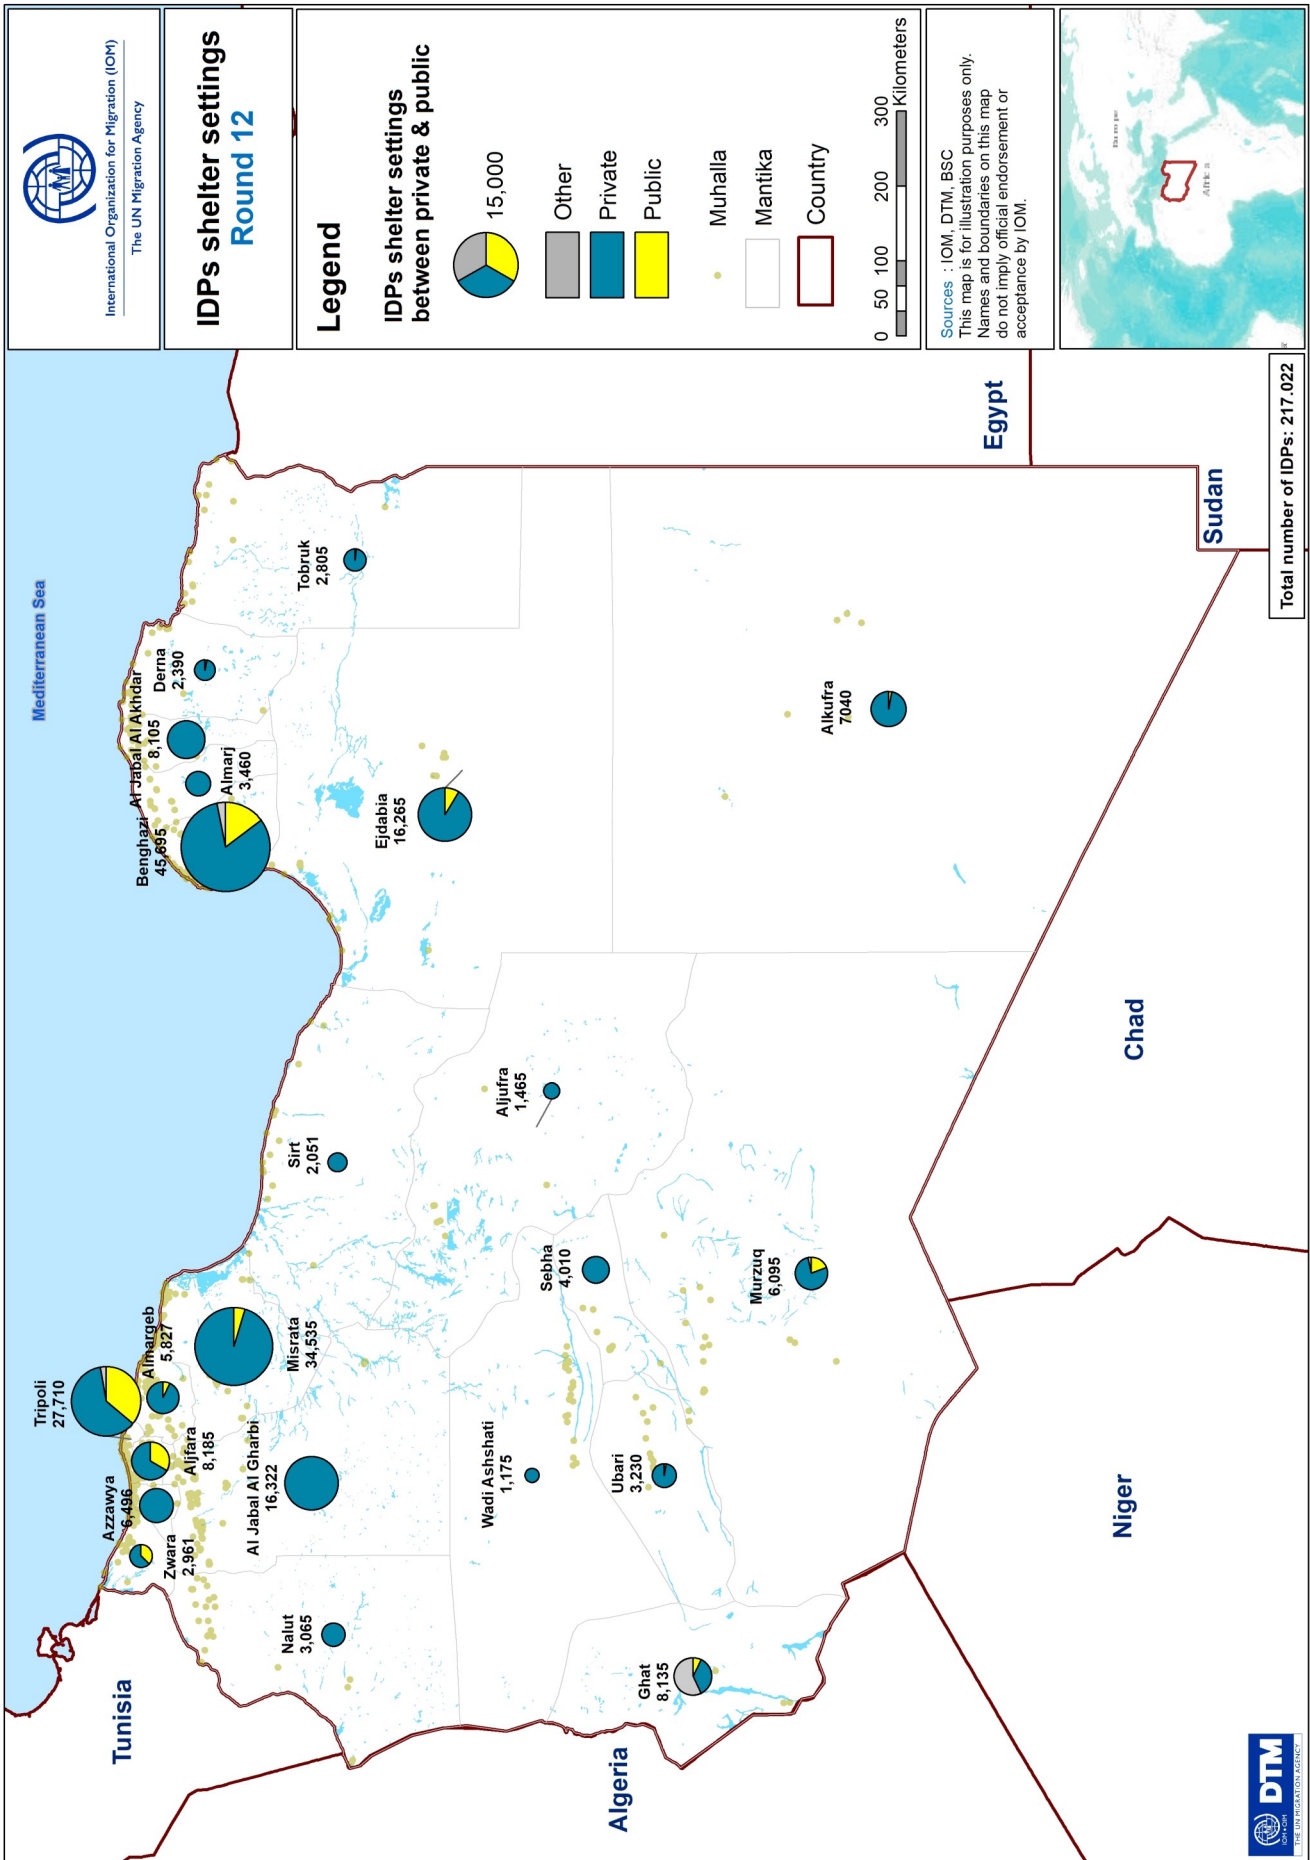 International Organization for Migration (IOM)
The UN Migration Agency
IDPs shelter settings
Round 12
Legend
IDPs shelter settings
between private & public
15,000
Other
Private
Public
Muhalla
Mantika
Country
0 50 100 200 300
Kilometers
Sources : IOM, DTM, BSC
This map is for illustration purposes only.
Names and boundaries on this map
do not imply official endorsement or
acceptance by IOM.
Africa
Total number of IDPs: 217.022
Mediterranean Sea
Tunisia
Algeria
Niger
Chad
Sudan
Egypt
Tripoli
27,710
Almargeb
5,827
Azzawya
6,496
Aljfara
8,185
Zwara
2,961
Misrata
34,535
Al Jabal Al Gharbi
16,322
Nalut
3,065
Sirt
2,051
Benghazi
45,695
Al Jabal Al Akhdar
8,105
Almarj
3,460
Derna
2,390
Tobruk
2,805
Ejdabia
16,265
Alkufra
7040
Aljufra
1,465
Sebha
4,010
Wadi Ashshati
1,175
Ubari
3,230
Murzuq
6,095
Ghat
8,135
IOM • OIM
DTM
THE UN MIGRATION AGENCY